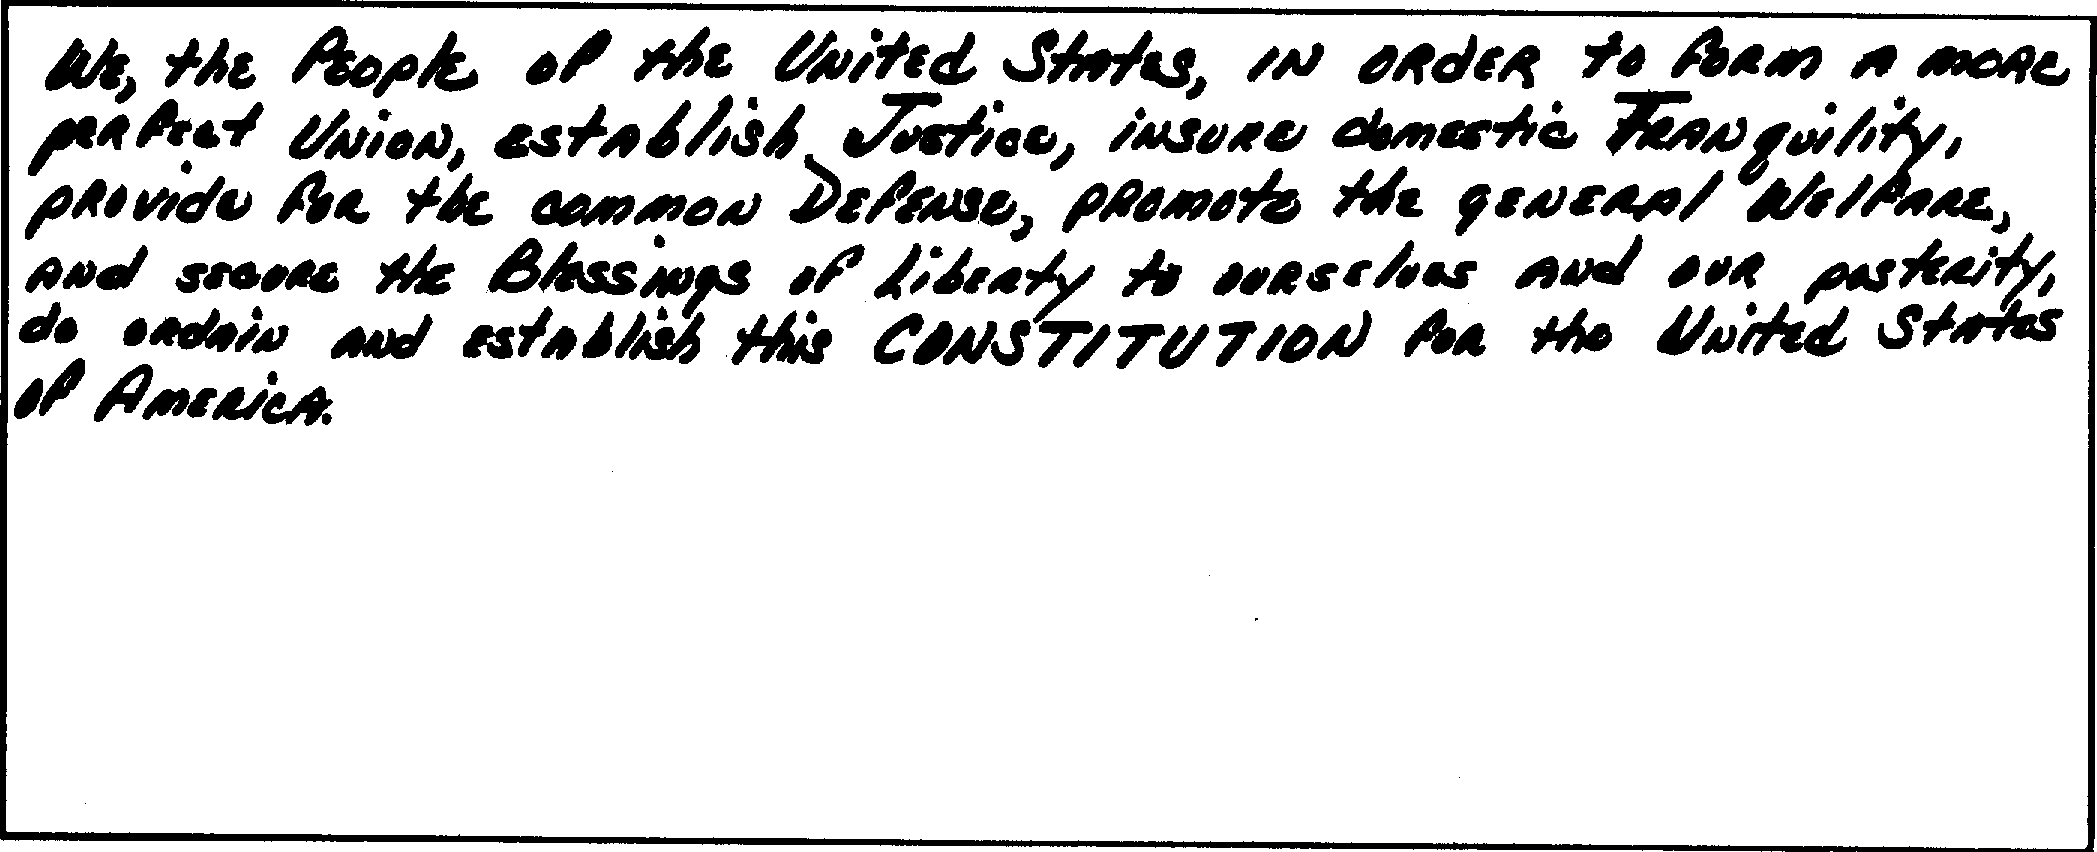 We, the People of the United States, in order to form a more
perfect Union, establish Justice, insure domestic Tranquility,
provide for the common Defense, promote the general Welfare,
and secure the Blessings of Liberty to ourselves and our posterity,
do ordain and establish this CONSTITUTION for the United States
of America.